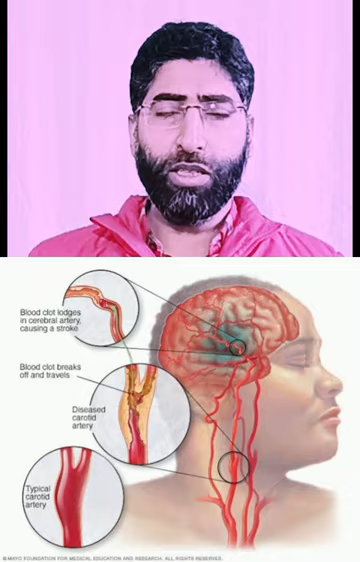 Blood clot lodges
in cerebral artery,
causing a stroke
Blood clot breaks
off and travels
Diseased
carotid
artery
Typical
carotid
artery
© MAYO FOUNDATION FOR MEDICAL EDUCATION AND RESEARCH. ALL RIGHTS RESERVED.